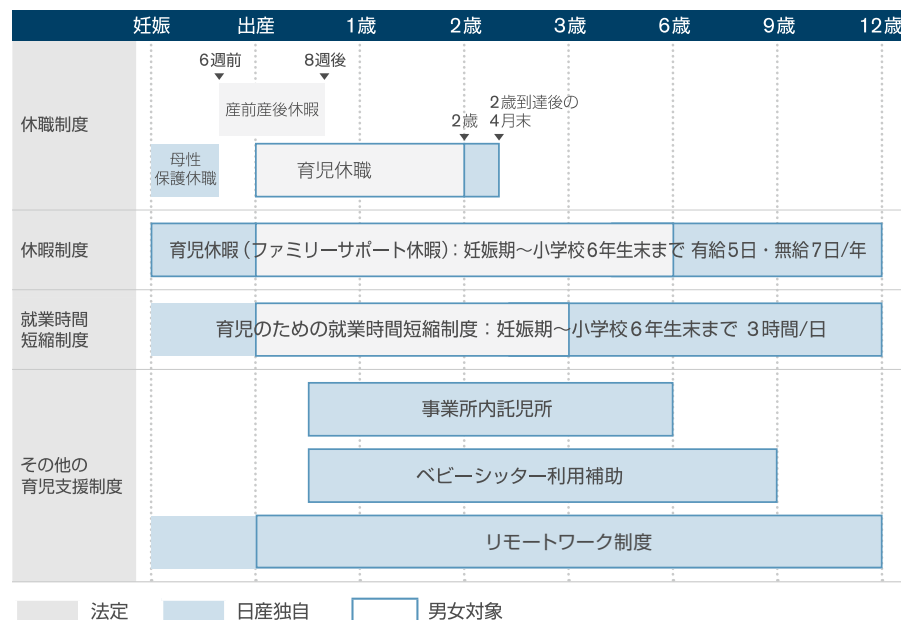 妊娠 出産 1歳 2歳 3歳 6歳 9歳 12歳
6週前 8週後
産前産後休暇
2歳到達後の
4月末
2歳
休職制度
母性
保護休職
育児休職
休暇制度
育児休暇（ファミリーサポート休暇）：妊娠期～小学校6年生末まで 有給5日・無給7日/年
就業時間
短縮制度
育児のための就業時間短縮制度：妊娠期～小学校6年生末まで 3時間/日
その他の
育児支援制度
事業所内託児所
ベビーシッター利用補助
リモートワーク制度
法定 日産独自 男女対象